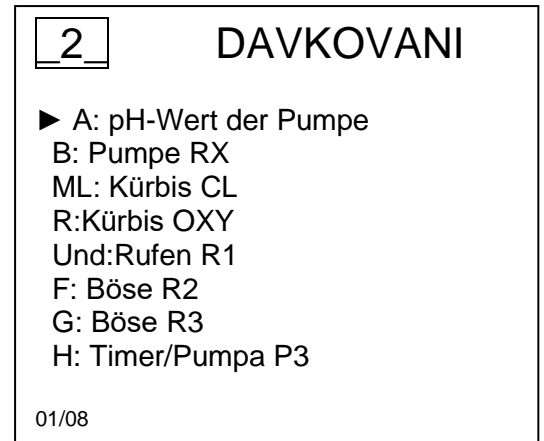 _2_ DAVKOVANI
► A: pH-Wert der Pumpe
B: Pumpe RX
ML: Kürbis CL
R:Kürbis OXY
Und:Rufen R1
F: Böse R2
G: Böse R3
H: Timer/Pumpa P3
01/08